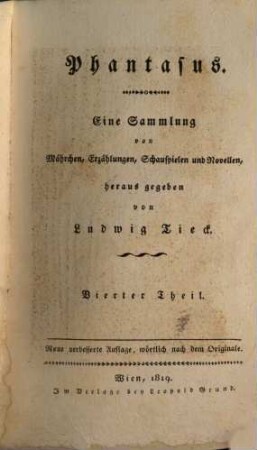 Phantasus.
Eine Sammlung
von
Mährchen, Erzählungen, Schauspielen und Novellen,
heraus gegeben
von
Ludwig Tieck.
Vierter Theil.
Neue verbesserte Auflage, wörtlich nach dem Originale.
Wien, 1819.
Im Verlage bey Leopold Grund.